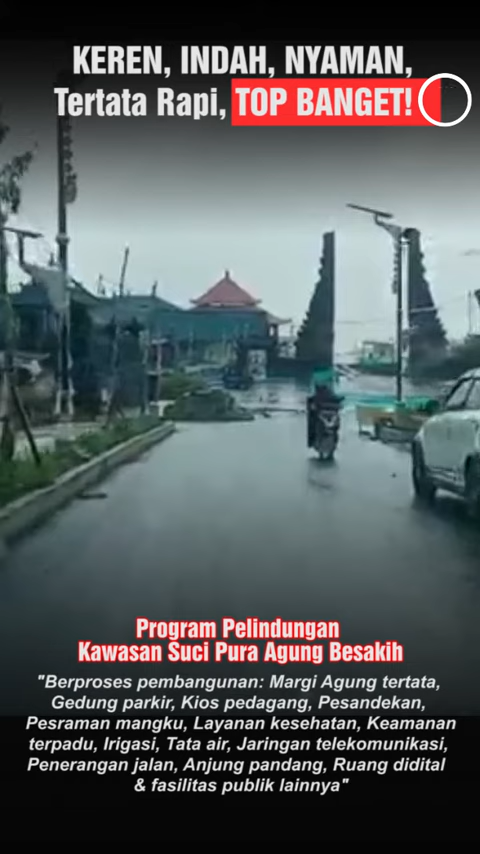 KEREN, INDAH, NYAMAN,
Tertata Rapi, TOP BANGET!
Program Pelindungan
Kawasan Suci Pura Agung Besakih
"Berproses pembangunan: Margi Agung tertata,
Gedung parkir, Kios pedagang, Pesandekan,
Pesraman mangku, Layanan kesehatan, Keamanan
terpadu, Irigasi, Tata air, Jaringan telekomunikasi,
Penerangan jalan, Anjung pandang, Ruang didital
& fasilitas publik lainnya"